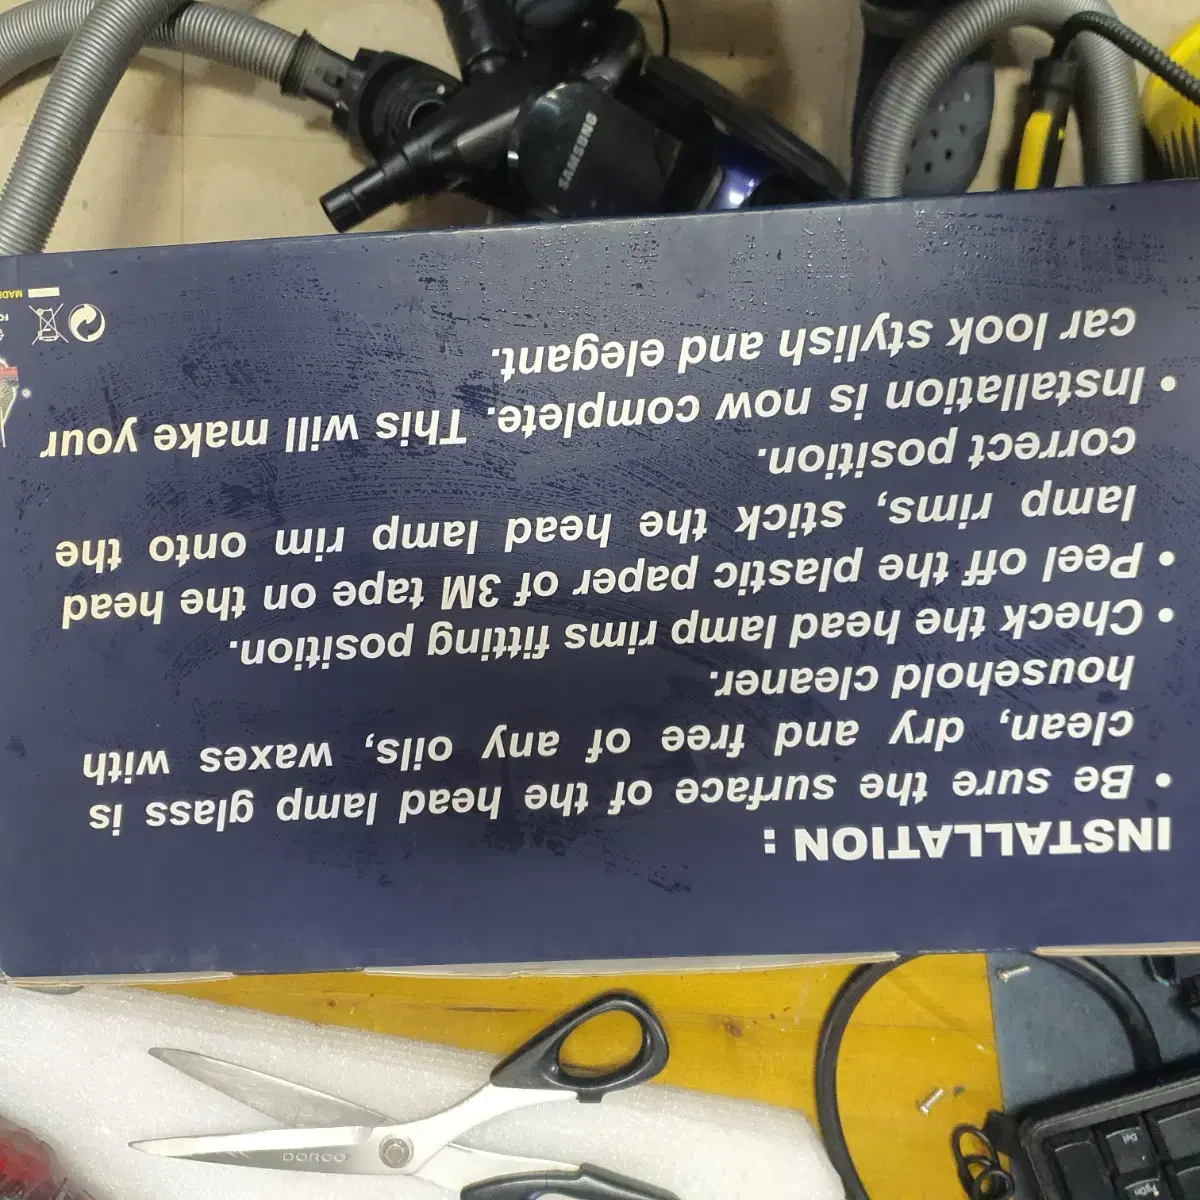 INSTALLATION :
• Be sure the surface of the head lamp glass is
clean, dry and free of any oils, waxes with
household cleaner.
• Check the head lamp rims fitting position.
• Peel off the plastic paper of 3M tape on the head
lamp rims, stick the head lamp rim onto the
correct position.
• Installation is now complete. This will make your
car look stylish and elegant.
SAMSUNG
DORCO
Del
PgDn